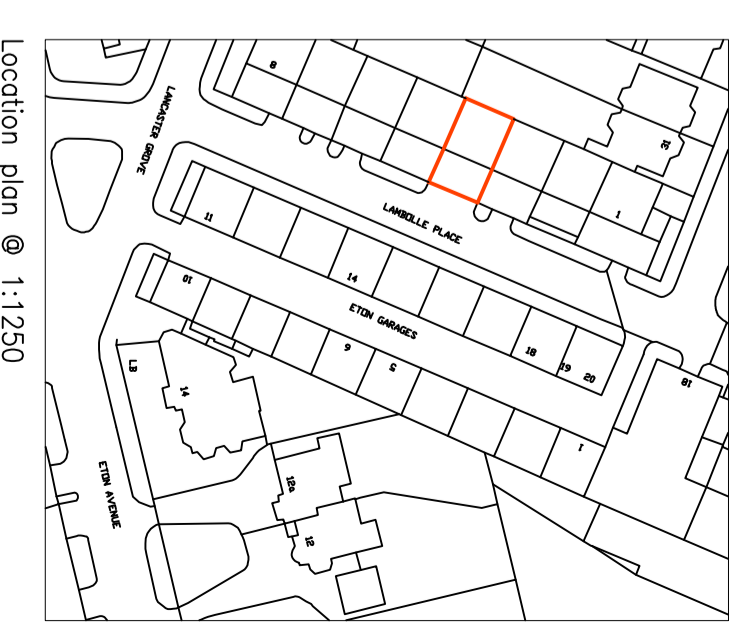 Location plan @ 1:1250
8
LANCASTER GROVE
31
1
LAMBOLLE PLACE
11
14
ETON GARAGES
10
18
19
20
18
9
5
1
LB
14
12a
12
ETON AVENUE